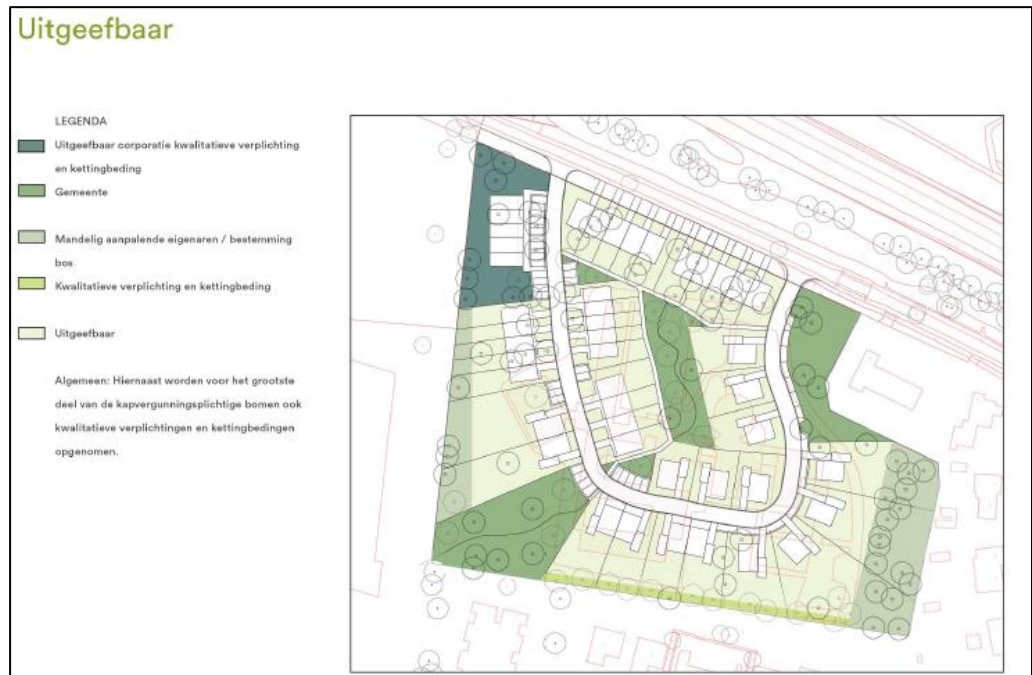 Uitgeefbaar
LEGENDA
Uitgeefbaar corporatie kwalitatieve verplichting
en kettingbeding
Gemeente
Mandelig aanpalende eigenaren / bestemming
bos
Kwalitatieve verplichting en kettingbeding
Uitgeefbaar
Algemeen: Hiernaast worden voor het grootste
deel van de kapvergunningsplichtige bomen ook
kwalitatieve verplichtingen en kettingbedingen
opgenomen.